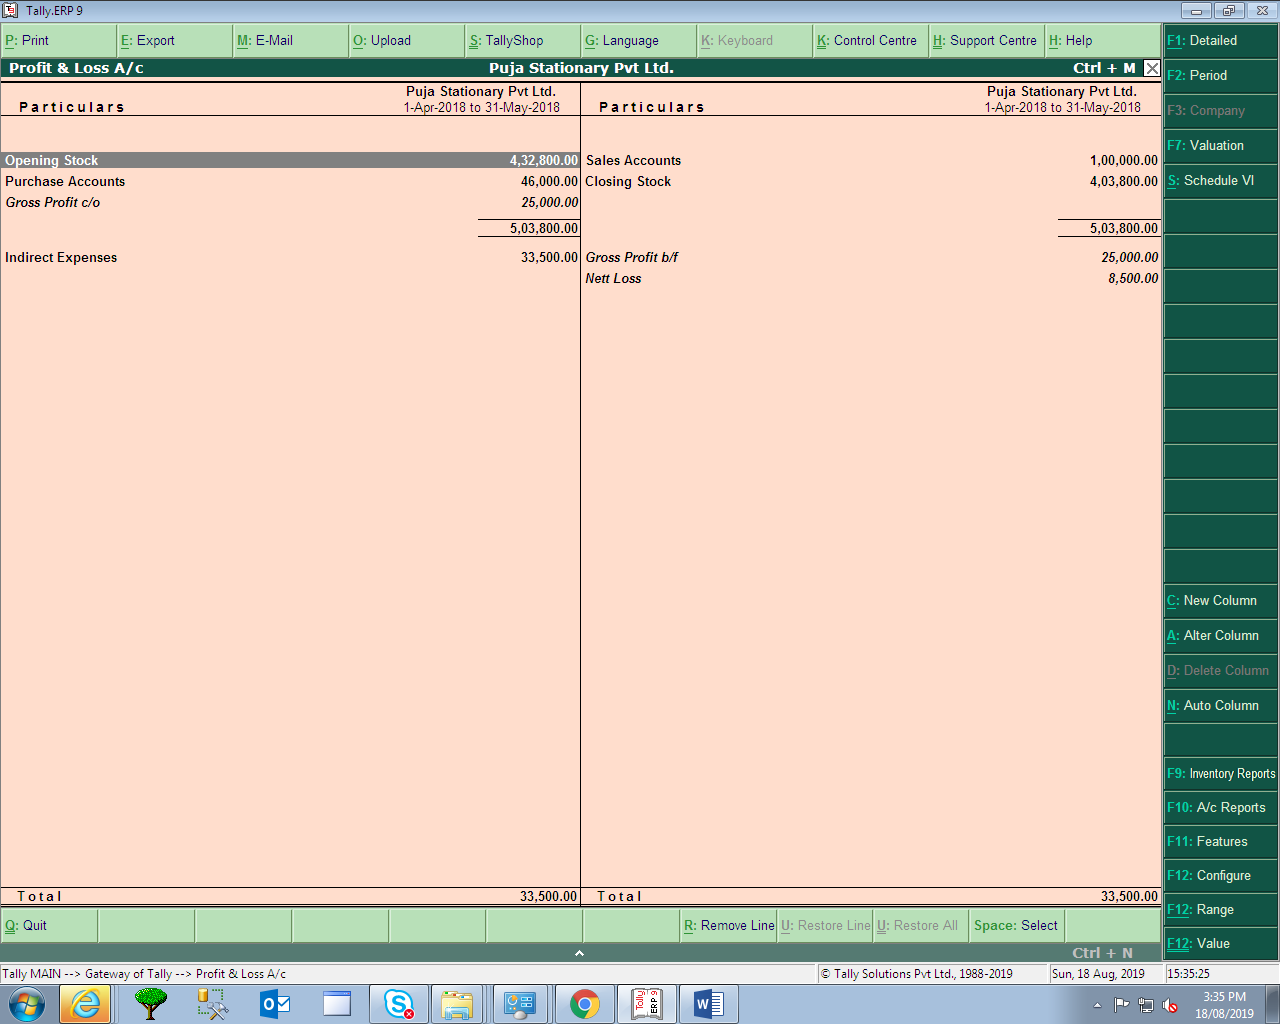 Tally.ERP 9
P: Print E: Export M: E-Mail O: Upload S: TallyShop G: Language K: Keyboard K: Control Centre H: Support Centre H: Help
Profit & Loss A/c Puja Stationary Pvt Ltd. Ctrl + M
Particulars Puja Stationary Pvt Ltd. 1-Apr-2018 to 31-May-2018
Opening Stock 4,32,800.00
Purchase Accounts 46,000.00
Gross Profit c/o 25,000.00
5,03,800.00
Indirect Expenses 33,500.00
Total 33,500.00
Particulars Puja Stationary Pvt Ltd. 1-Apr-2018 to 31-May-2018
Sales Accounts 1,00,000.00
Closing Stock 4,03,800.00
5,03,800.00
Gross Profit b/f 25,000.00
Nett Loss 8,500.00
Total 33,500.00
F1: Detailed
F2: Period
F3: Company
F7: Valuation
S: Schedule VI
C: New Column
A: Alter Column
D: Delete Column
N: Auto Column
F9: Inventory Reports
F10: A/c Reports
F11: Features
F12: Configure
F12: Range
F12: Value
Q: Quit R: Remove Line U: Restore Line U: Restore All Space: Select
Ctrl + N
Tally MAIN --> Gateway of Tally --> Profit & Loss A/c © Tally Solutions Pvt Ltd., 1988-2019 Sun, 18 Aug, 2019 15:35:25
Tally ERP 9
3:35 PM
18/08/2019